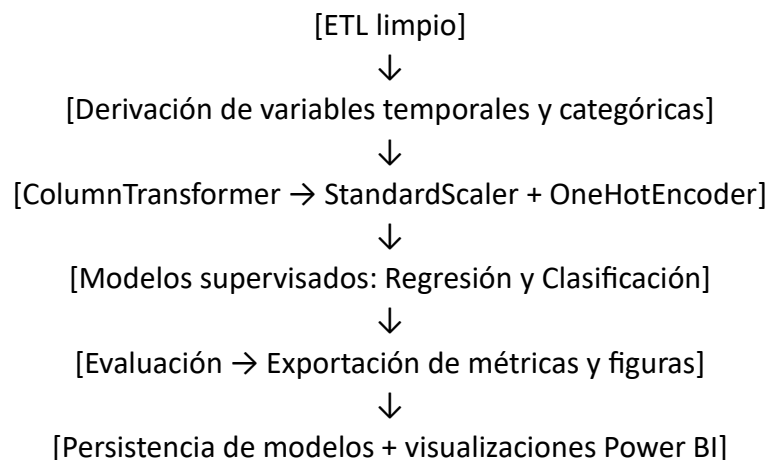 [ETL limpio]
↓
[Derivación de variables temporales y categóricas]
↓
[ColumnTransformer → StandardScaler + OneHotEncoder]
↓
[Modelos supervisados: Regresión y Clasificación]
↓
[Evaluación → Exportación de métricas y figuras]
↓
[Persistencia de modelos + visualizaciones Power BI]